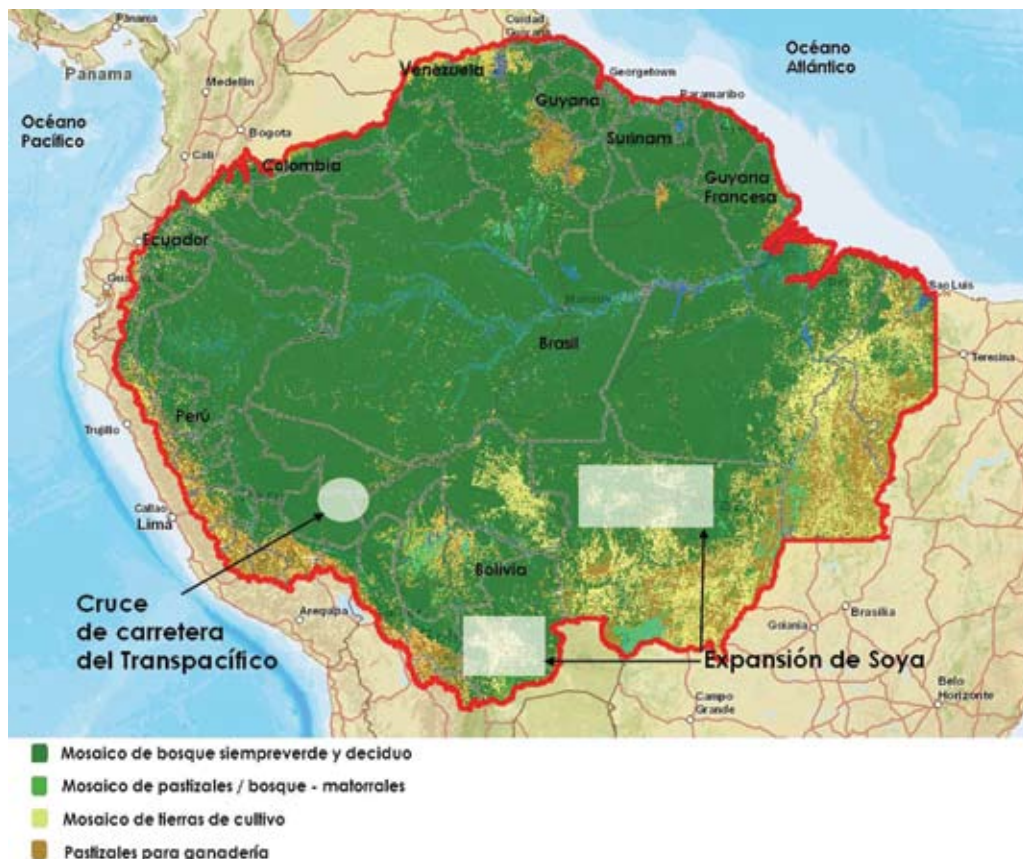 Panama
Panama
Cuidad
Guyana
Océano
Atlántico
Medellin
Venezuela
Georgetown
Océano
Pacífico
Guyana
Paramaribo
Bogota
Surinam
Cali
Colombia
Guyana
Francesa
Ecuador
Sao Luis
Brasil
Teresina
Perú
Trujillo
Callao
Lima
Bolivia
Cruce
de carretera
del Transpacífico
Arequipa
Brasilia
Goiania
Expansión de Soya
Campo
Grande
Belo
Horizonte
Mosaico de bosque siempreverde y deciduo
Mosaico de pastizales / bosque - matorrales
Mosaico de tierras de cultivo
Pastizales para ganadería